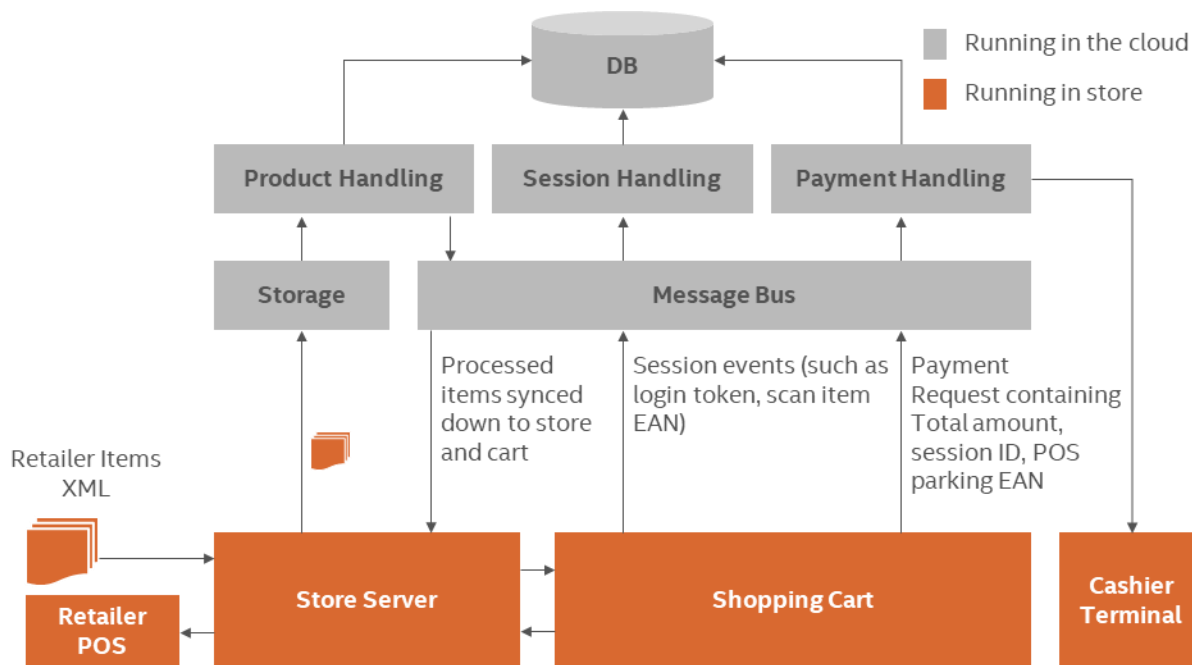 DB
Running in the cloud
Running in store
Product Handling
Session Handling
Payment Handling
Storage
Message Bus
Processed
items synced
down to store
and cart
Session events (such as
login token, scan item
EAN)
Payment
Request containing
Total amount,
session ID, POS
parking EAN
Retailer Items
XML
Store Server
Shopping Cart
Cashier
Terminal
Retailer
POS